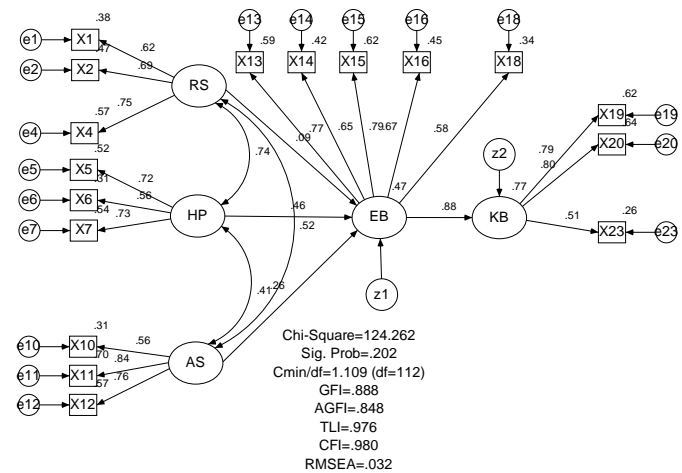 e13 e14 e15 e16 e18
.59 .42 .62 .45 .34
X13 X14 X15 X16 X18
e1 .38 X1 .62
e2 .47 X2 .69
RS
e4 .57 X4 .75
.77 .65 .79 .67 .58
.09
.74
e5 .52 X5 .72
e6 .31 X6 .56
e7 .54 X7 .73
HP
.46
.52
.47
EB
.88
z2
.77
KB
.79 .62 X19 e19
.80 .64 X20 e20
.51 .26 X23 e23
.41
.26
z1
e10 .31 X10 .56
e11 .70 X11 .84
e12 .57 X12 .76
AS
Chi-Square=124.262
Sig. Prob=.202
Cmin/df=1.109 (df=112)
GFI=.888
AGFI=.848
TLI=.976
CFI=.980
RMSEA=.032